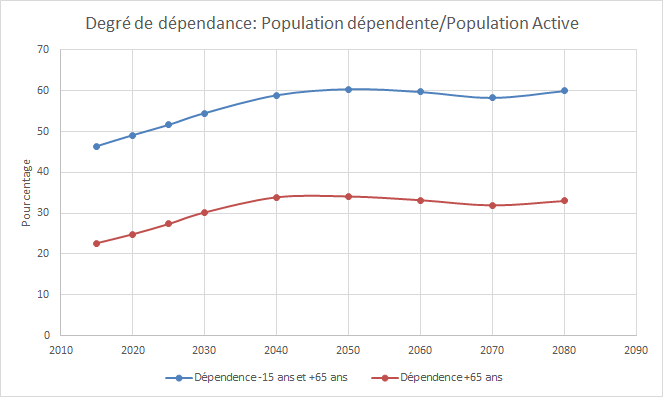 Degré de dépendance: Population dépendente/Population Active
70
60
50
40
30
20
10
0
Pourcentage
2010 2020 2030 2040 2050 2060 2070 2080 2090
Dépendence -15 ans et +65 ans Dépendence +65 ans